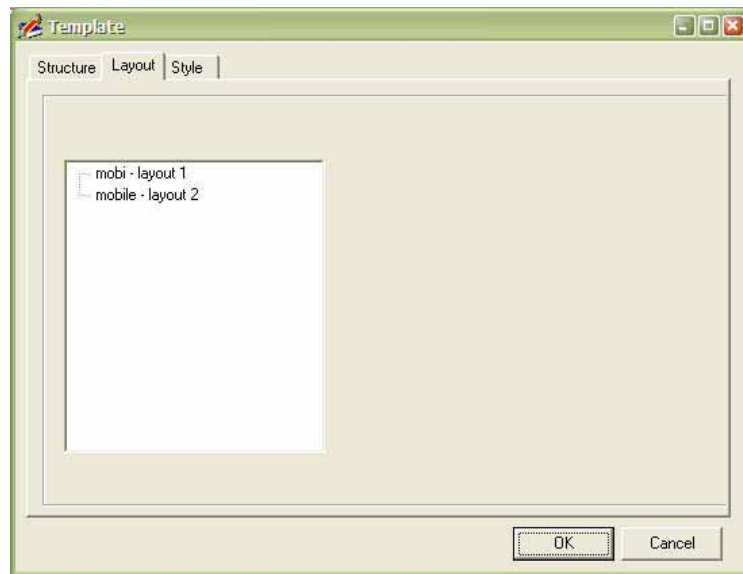 Template
Structure Layout Style
mobi - layout 1
mobile - layout 2
OK Cancel